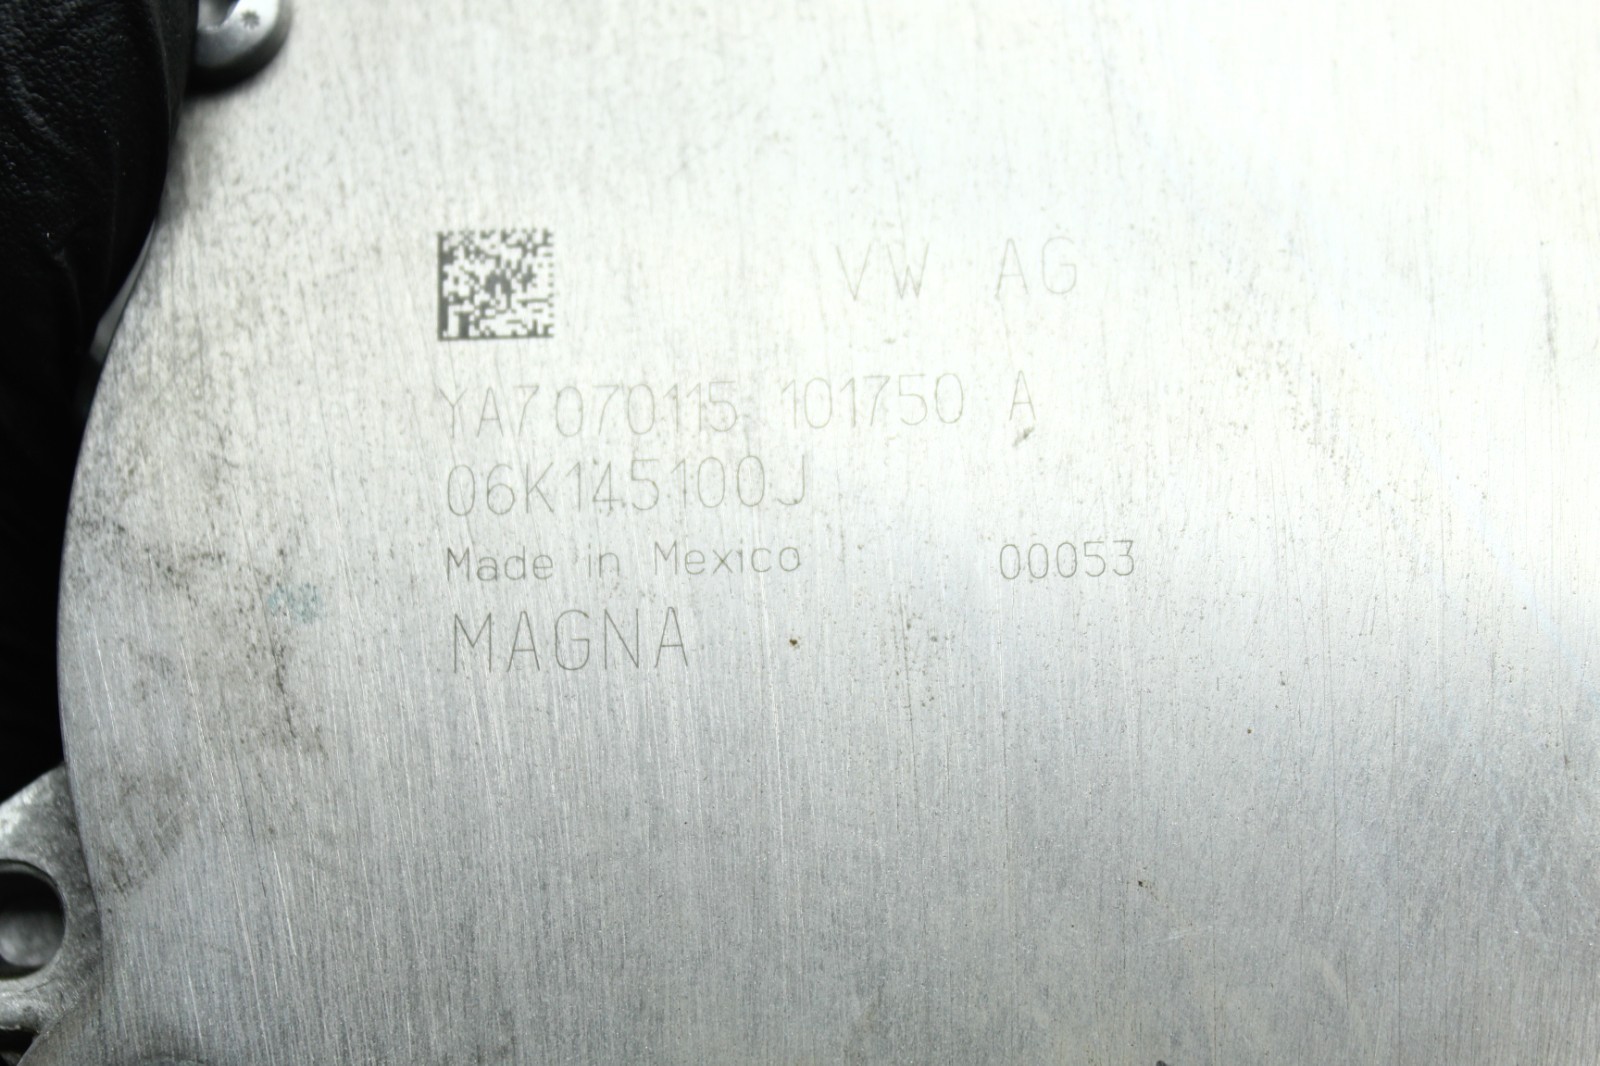 VW AG
YA7070115 101750 A
06K145100J
Made in Mexico 00053
MAGNA